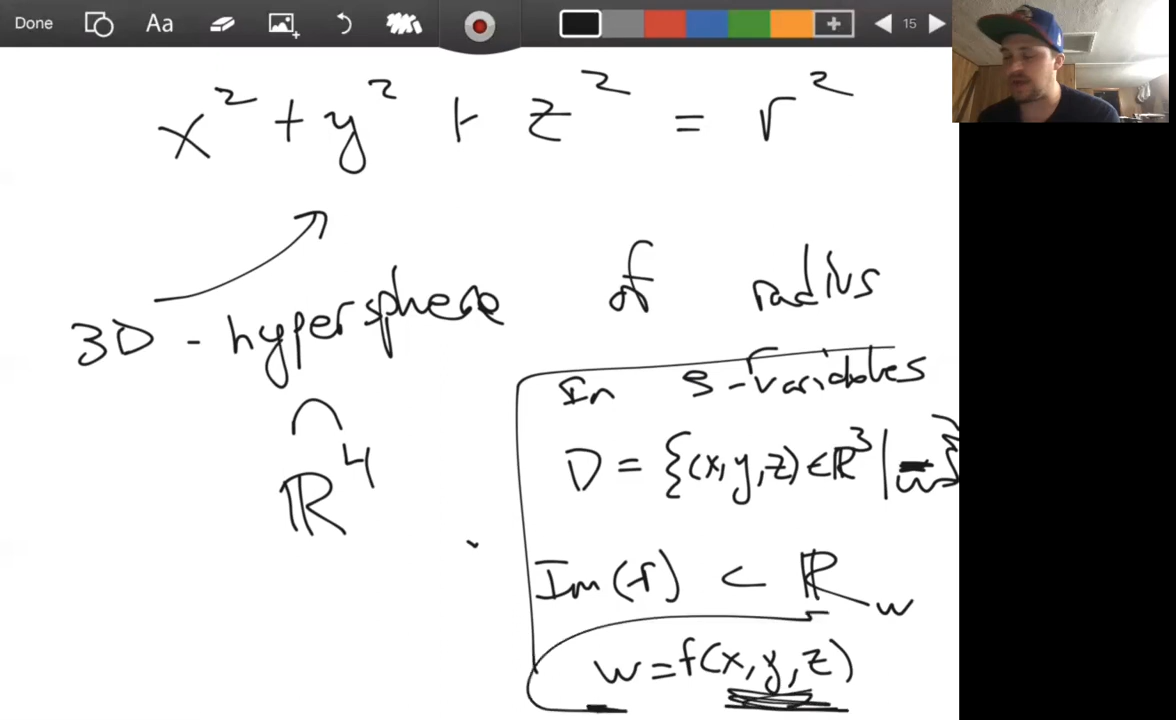 Done Aa 15
x² + y² + z² = r²
3D - hypersphere of radius r
∩
ℝ⁴
In 3-variables
D = {(x,y,z) ∈ ℝ³ | w}
Im(f) ⊂ ℝ_w
w = f(x,y,z)